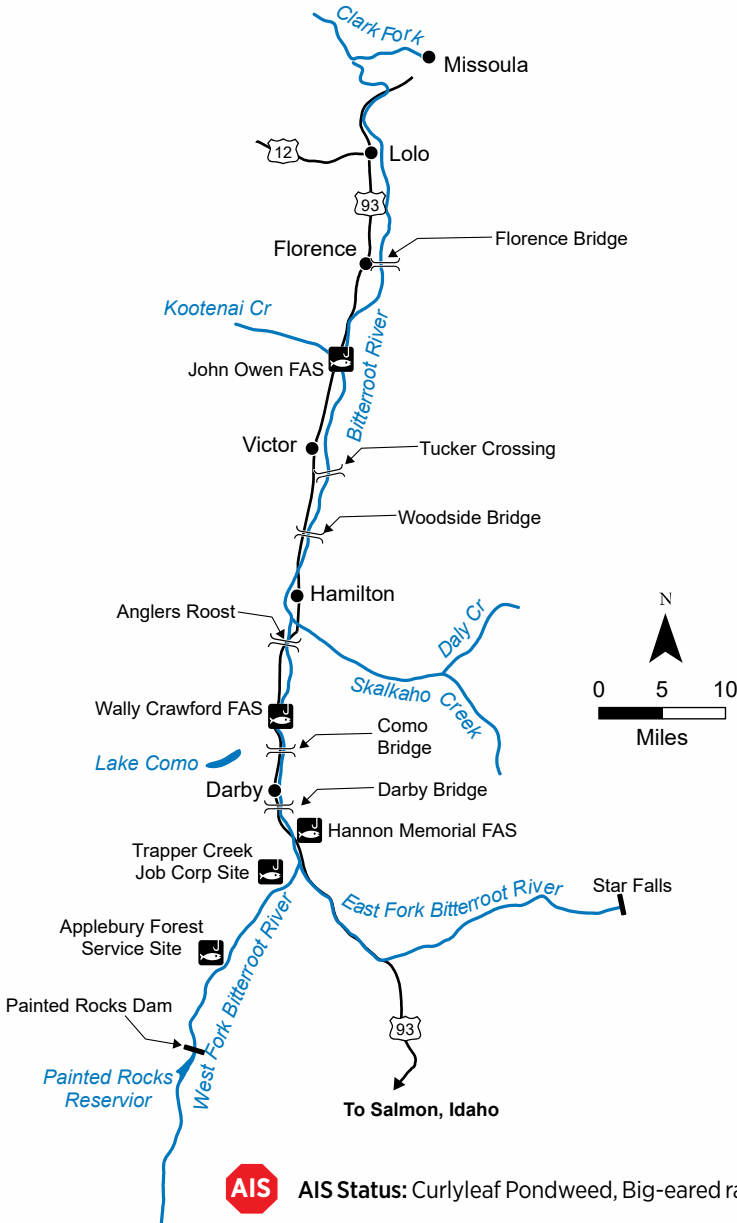 Clark Fork
Missoula
12
Lolo
93
Florence
Florence Bridge
Kootenai Cr
John Owen FAS
Bitterroot River
Victor
Tucker Crossing
Woodside Bridge
Hamilton
Anglers Roost
Daly Cr
Skalkaho Creek
N
0 5 10
Miles
Wally Crawford FAS
Como
Bridge
Lake Como
Darby
Darby Bridge
Hannon Memorial FAS
Trapper Creek
Job Corp Site
East Fork Bitterroot River
Star Falls
Applebury Forest
Service Site
West Fork Bitterroot River
Painted Rocks Dam
93
Painted Rocks
Reservior
To Salmon, Idaho
AIS
AIS Status: Curlyleaf Pondweed, Big-eared ra